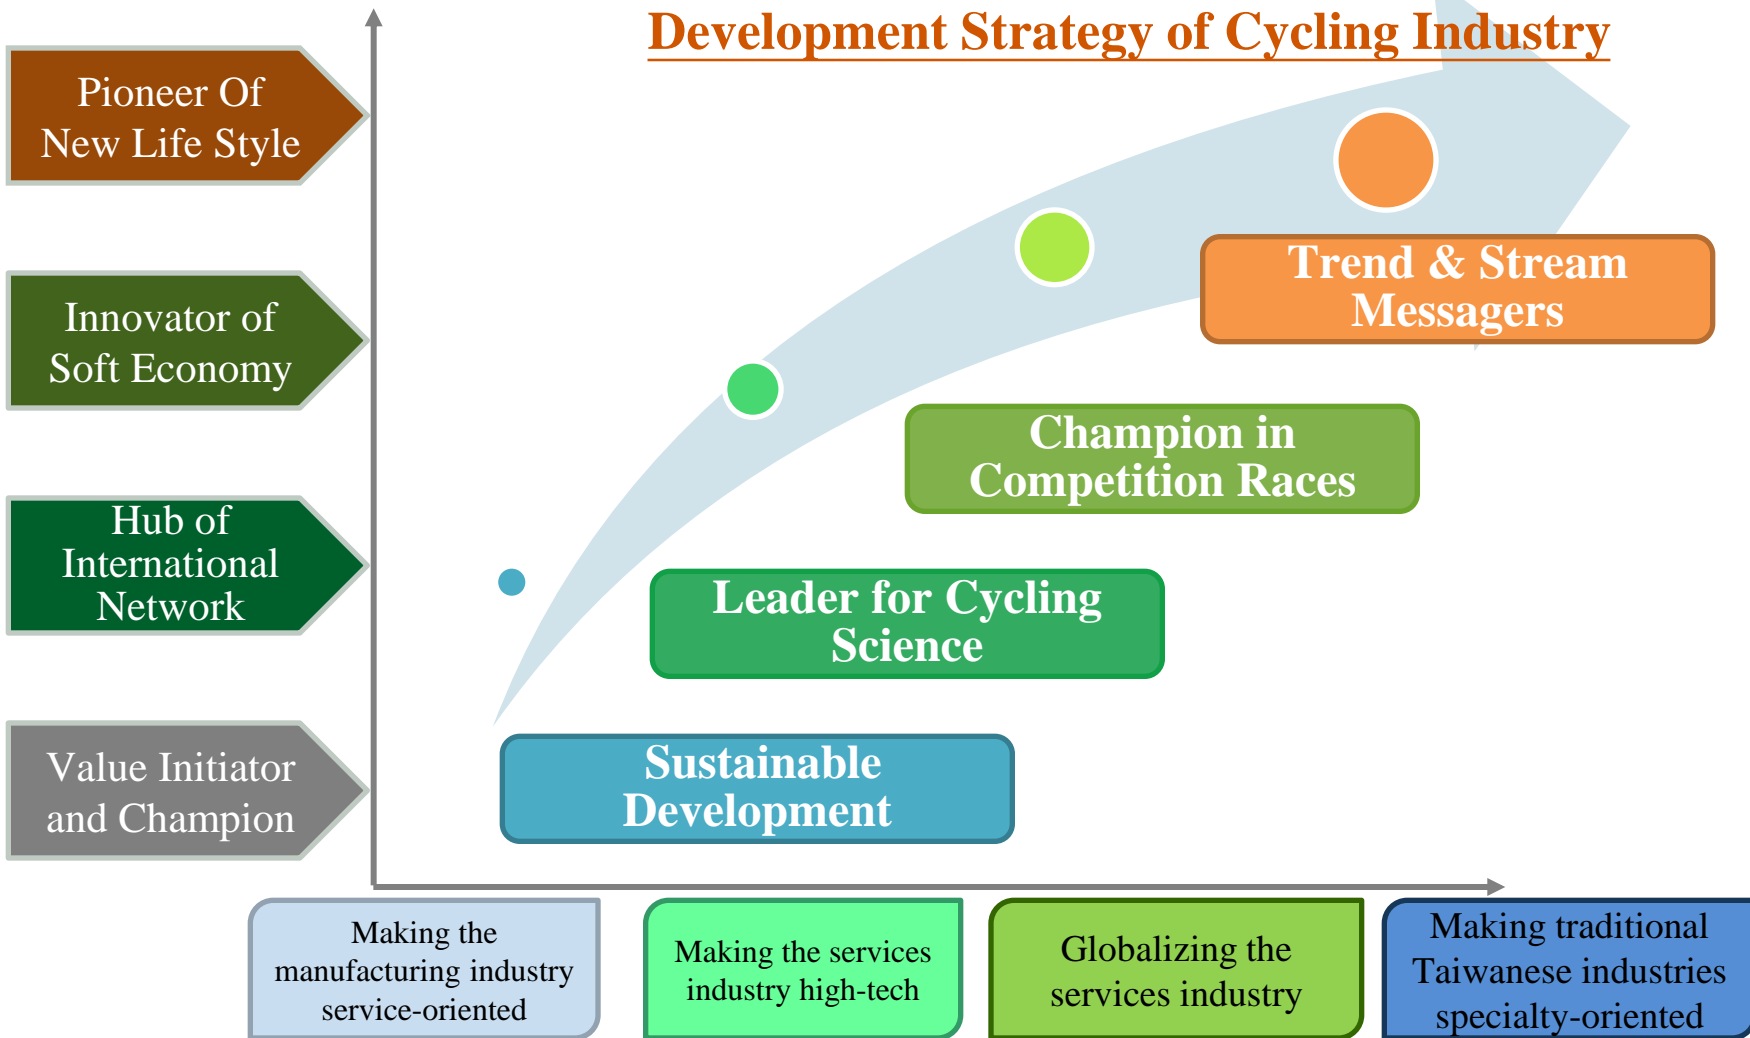 Development Strategy of Cycling Industry
Pioneer Of
New Life Style
Innovator of
Soft Economy
Hub of
International
Network
Value Initiator
and Champion
Trend & Stream
Messagers
Champion in
Competition Races
Leader for Cycling
Science
Sustainable
Development
Making the
manufacturing industry
service-oriented
Making the services
industry high-tech
Globalizing the
services industry
Making traditional
Taiwanese industries
specialty-oriented